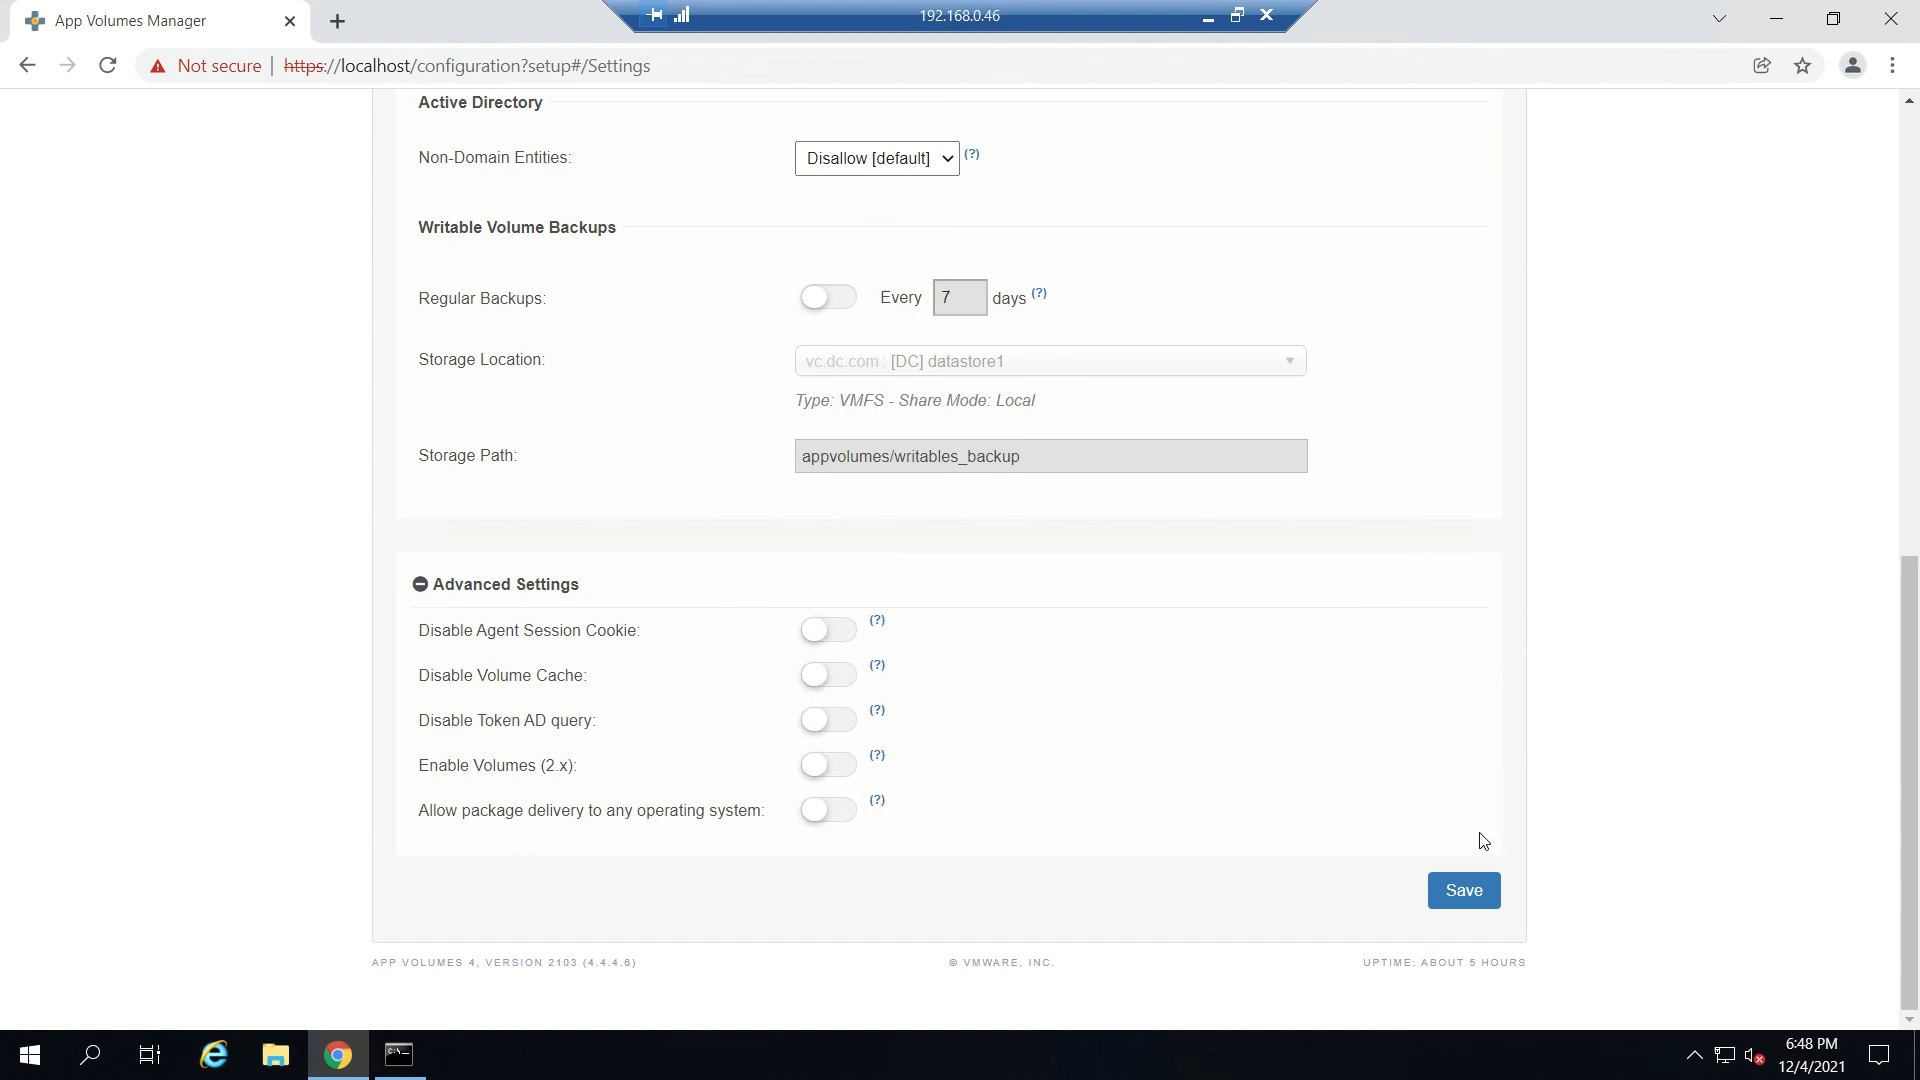 App Volumes Manager
192.168.0.46
Not secure
https://localhost/configuration?setup#/Settings
Active Directory
Non-Domain Entities:
Disallow [default]
(?)
Writable Volume Backups
Regular Backups:
Every 7 days (?)
Storage Location:
vc.dc.com : [DC] datastore1
Type: VMFS - Share Mode: Local
Storage Path:
appvolumes/writables_backup
Advanced Settings
Disable Agent Session Cookie: (?)
Disable Volume Cache: (?)
Disable Token AD query: (?)
Enable Volumes (2.x): (?)
Allow package delivery to any operating system: (?)
Save
APP VOLUMES 4, VERSION 2103 (4.4.4.6)
© VMWARE, INC.
UPTIME: ABOUT 5 HOURS
6:48 PM
12/4/2021